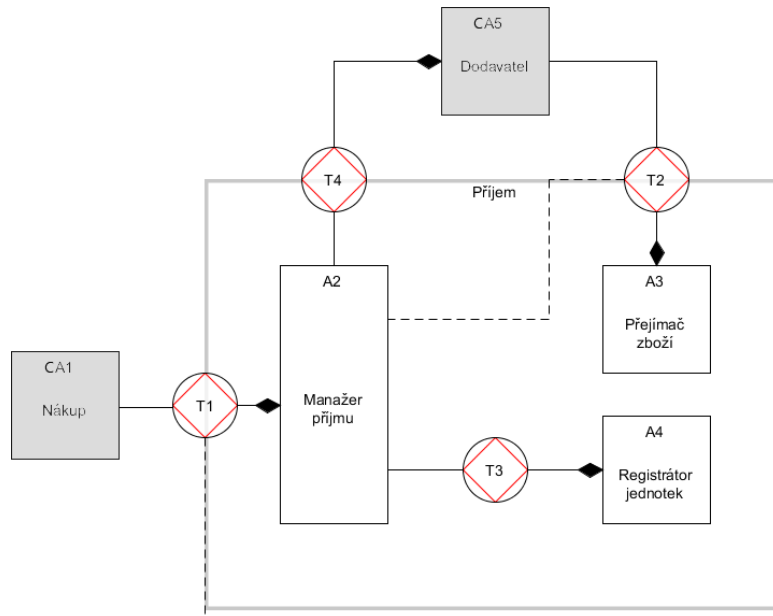 CA5
Dodavatel
T4
T2
Příjem
A2
A3
Přejímač
zboží
CA1
Nákup
T1
Manažer
příjmu
A4
T3
Registrátor
jednotek